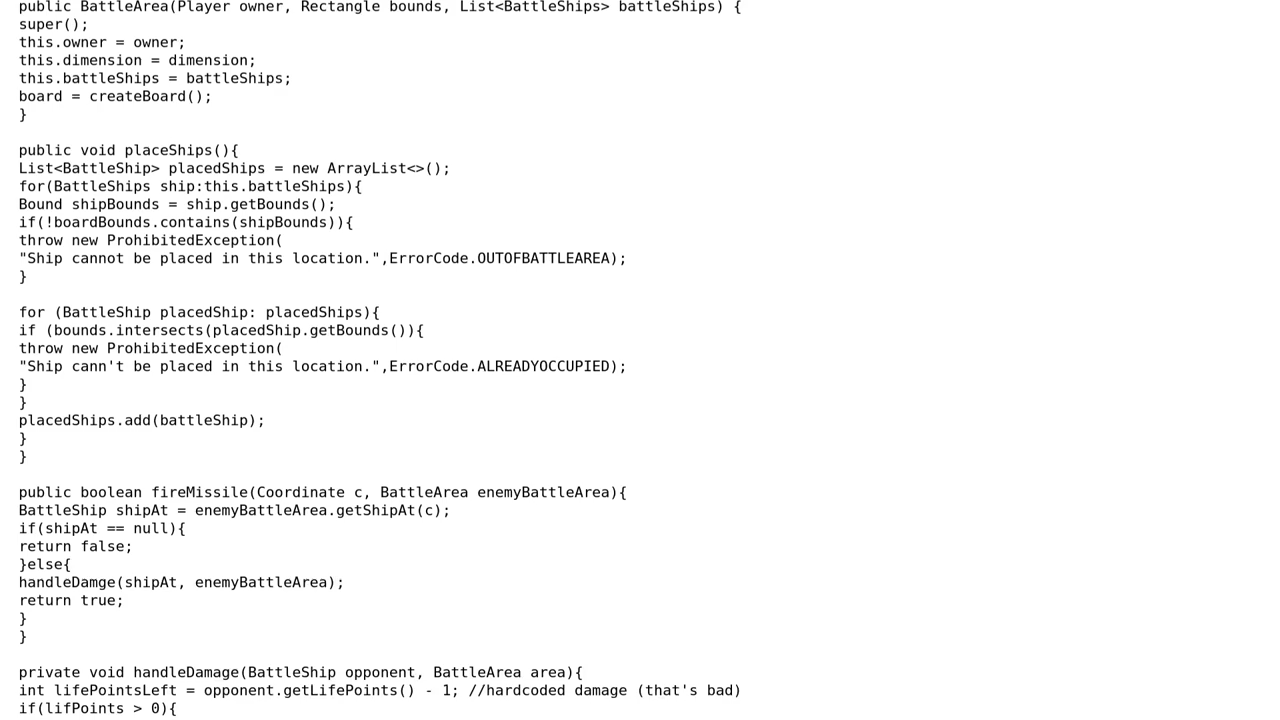 public BattleArea(Player owner, Rectangle bounds, List<BattleShips> battleShips) {
super();
this.owner = owner;
this.dimension = dimension;
this.battleShips = battleShips;
board = createBoard();
}
public void placeShips(){
List<BattleShip> placedShips = new ArrayList<>();
for(BattleShips ship:this.battleShips){
Bound shipBounds = ship.getBounds();
if(!boardBounds.contains(shipBounds)){
throw new ProhibitedException(
"Ship cannot be placed in this location.",ErrorCode.OUTOFBATTLEAREA);
}
for (BattleShip placedShip: placedShips){
if (bounds.intersects(placedShip.getBounds()){
throw new ProhibitedException(
"Ship cann't be placed in this location.",ErrorCode.ALREADYOCCUPIED);
}
}
placedShips.add(battleShip);
}
}
public boolean fireMissile(Coordinate c, BattleArea enemyBattleArea){
BattleShip shipAt = enemyBattleArea.getShipAt(c);
if(shipAt == null){
return false;
}else{
handleDamge(shipAt, enemyBattleArea);
return true;
}
}
private void handleDamage(BattleShip opponent, BattleArea area){
int lifePointsLeft = opponent.getLifePoints() - 1; //hardcoded damage (that's bad)
if(lifPoints > 0){